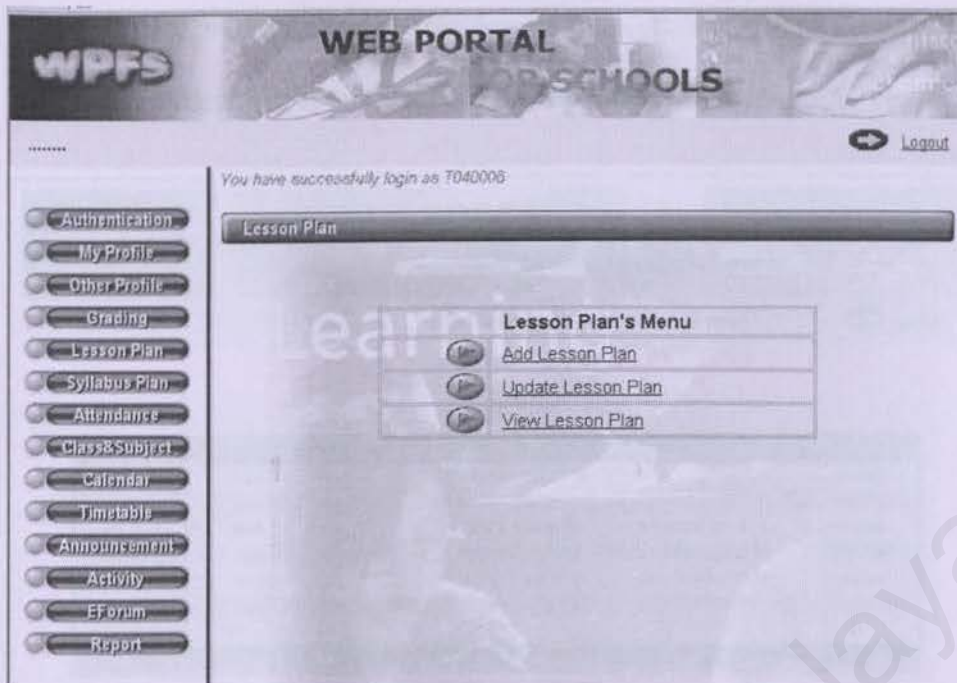 WPFS
WEB PORTAL
FOR SCHOOLS
........
Logout
You have successfully login as T040006
Authentication
My Profile
Other Profile
Grading
Lesson Plan
Syllabus Plan
Attendance
Class&Subject
Calendar
Timetable
Announcement
Activity
EForum
Report
Lesson Plan
Learning
Lesson Plan's Menu
Add Lesson Plan
Update Lesson Plan
View Lesson Plan